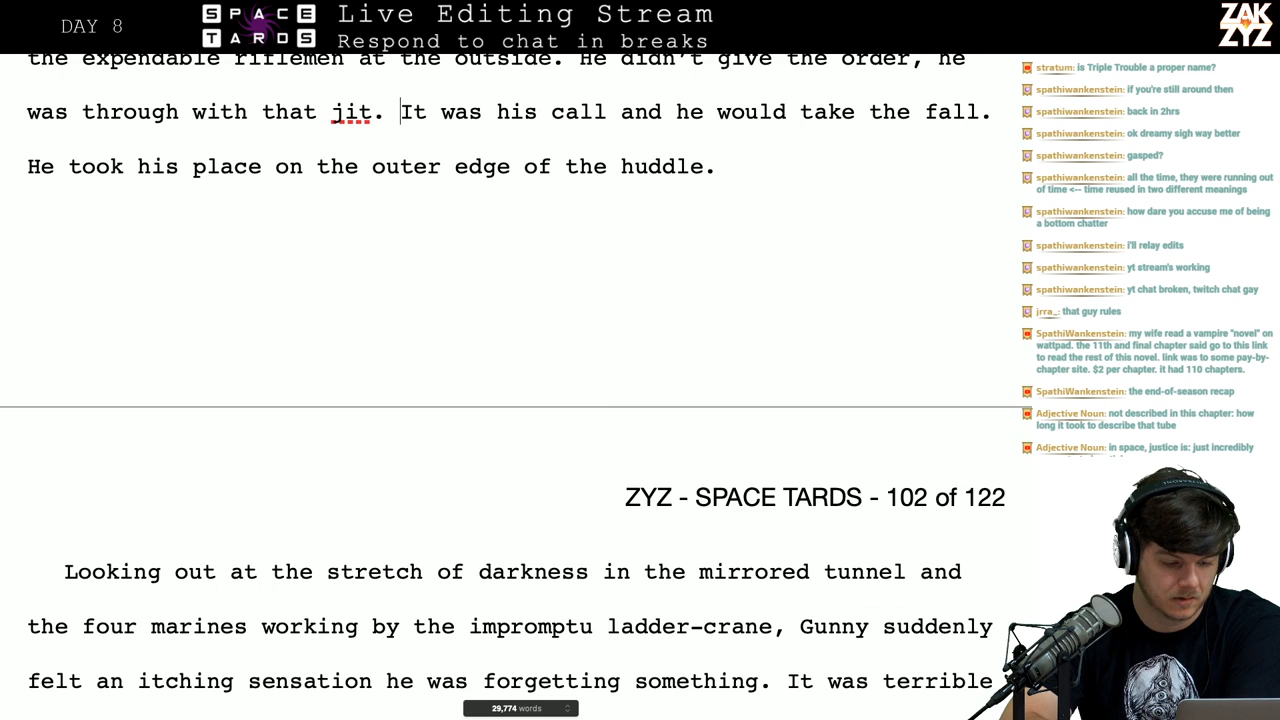 DAY 8
SPACE
TARDS
Live Editing Stream
Respond to chat in breaks
ZAK
ZYZ
the expendable riflemen at the outside. He didn't give the order, he
was through with that jit. It was his call and he would take the fall.
He took his place on the outer edge of the huddle.
ZYZ - SPACE TARDS - 102 of 122
Looking out at the stretch of darkness in the mirrored tunnel and
the four marines working by the impromptu ladder-crane, Gunny suddenly
felt an itching sensation he was forgetting something. It was terrible
29,774 words
stratum: is Triple Trouble a proper name?
spathiwankenstein: if you're still around then
spathiwankenstein: back in 2hrs
spathiwankenstein: ok dreamy sigh way better
spathiwankenstein: gasped?
spathiwankenstein: all the time, they were running out
of time <-- time reused in two different meanings
spathiwankenstein: how dare you accuse me of being
a bottom chatter
spathiwankenstein: i'll relay edits
spathiwankenstein: yt stream's working
spathiwankenstein: yt chat broken, twitch chat gay
jrra_: that guy rules
SpathiWankenstein: my wife read a vampire "novel" on
wattpad. the 11th and final chapter said go to this link
to read the rest of this novel. link was to some pay-by-
chapter site. $2 per chapter. it had 110 chapters.
SpathiWankenstein: the end-of-season recap
Adjective Noun: not described in this chapter: how
long it took to describe that tube
Adjective Noun: in space, justice is: just incredibly